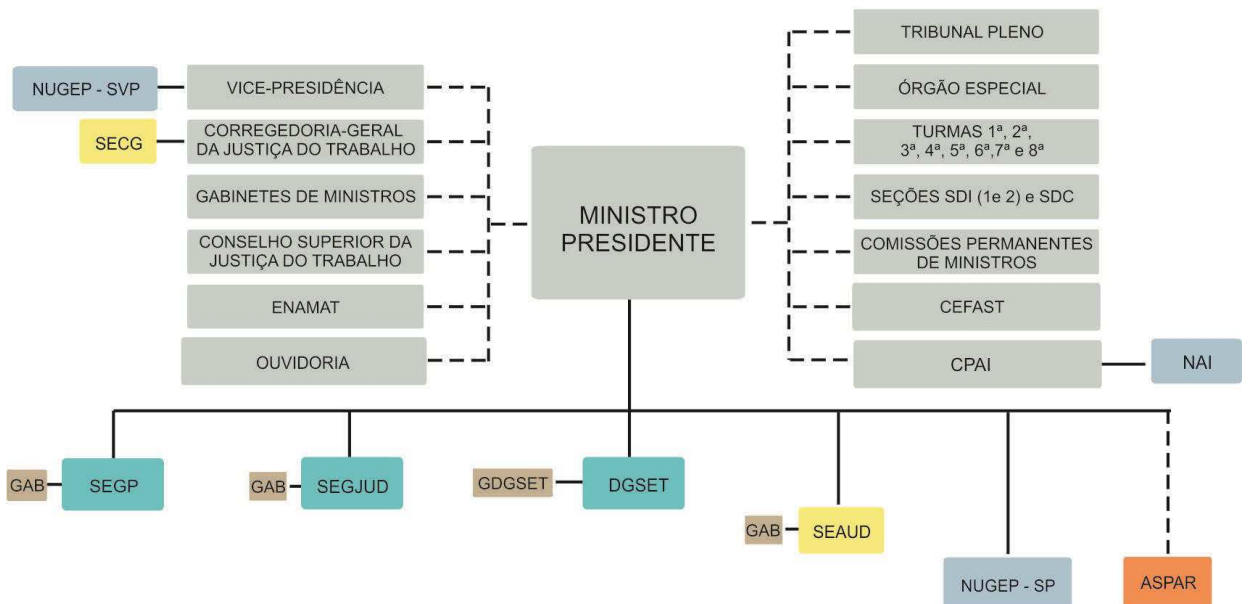 TRIBUNAL PLENO
NUGEP - SVP
VICE-PRESIDÊNCIA
ÓRGÃO ESPECIAL
SECG
CORREGEDORIA-GERAL
DA JUSTIÇA DO TRABALHO
TURMAS 1ª, 2ª,
3ª, 4ª, 5ª, 6ª,7ª e 8ª
GABINETES DE MINISTROS
MINISTRO
PRESIDENTE
SEÇÕES SDI (1e 2) e SDC
CONSELHO SUPERIOR DA
JUSTIÇA DO TRABALHO
COMISSÕES PERMANENTES
DE MINISTROS
ENAMAT
CEFAST
OUVIDORIA
CPAI
NAI
GAB
SEGP
GAB
SEGJUD
GDGSET
DGSET
GAB
SEAUD
NUGEP - SP
ASPAR